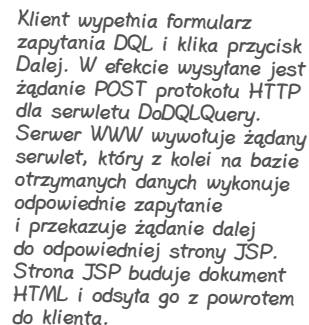 Klient wypełnia formularz
zapytania DQL i klika przycisk
Dalej. W efekcie wysyłane jest
żądanie POST protokołu HTTP
dla serwletu DoDQLQuery.
Serwer WWW wywołuje żądany
serwlet, który z kolei na bazie
otrzymanych danych wykonuje
odpowiednie zapytanie
i przekazuje żądanie dalej
do odpowiedniej strony JSP.
Strona JSP buduje dokument
HTML i odsyła go z powrotem
do klienta.